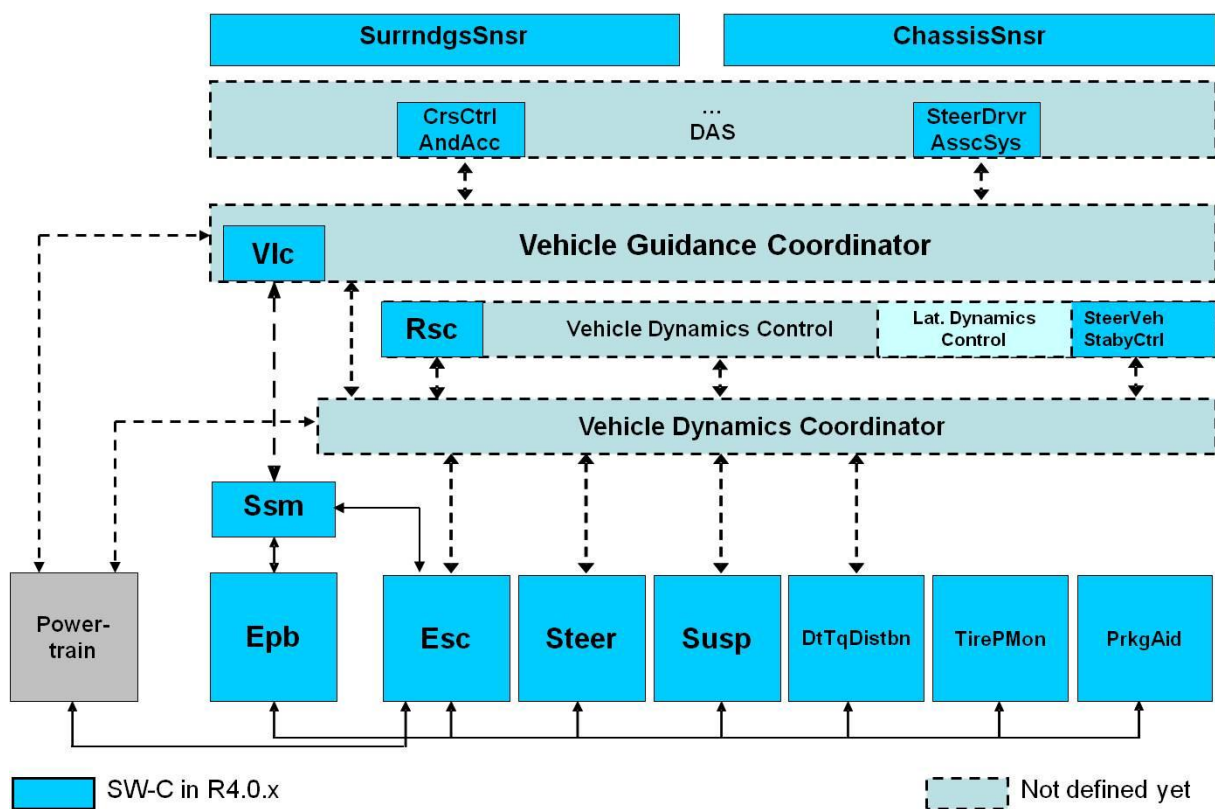 SurrndgsSnsr
ChassisSnsr
CrsCtrl
AndAcc
...
DAS
SteerDrvr
AsscSys
Vlc
Vehicle Guidance Coordinator
Rsc
Vehicle Dynamics Control
Lat. Dynamics
Control
SteerVeh
StabyCtrl
Vehicle Dynamics Coordinator
Ssm
Power-
train
Epb
Esc
Steer
Susp
DtTqDistbn
TirePMon
PrkgAid
SW-C in R4.0.x
Not defined yet